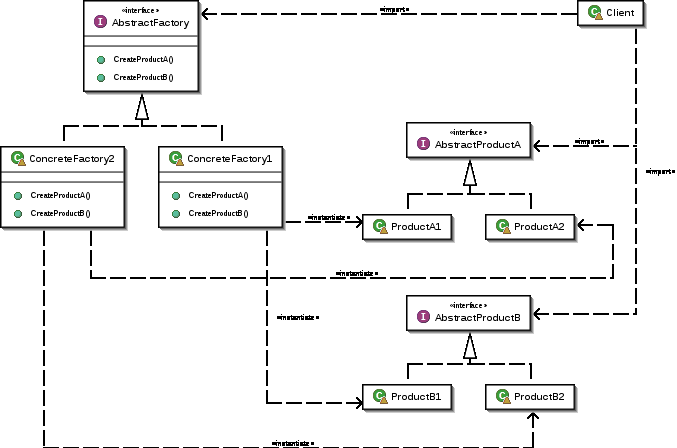 «interface»
AbstractFactory
CreateProductA()
CreateProductB()
«import»
Client
«interface»
AbstractProductA
«import»
«import»
ConcreteFactory2
CreateProductA()
CreateProductB()
ConcreteFactory1
CreateProductA()
CreateProductB()
«instantiate»
ProductA1
ProductA2
«instantiate»
«interface»
AbstractProductB
«instantiate»
ProductB1
ProductB2
«instantiate»